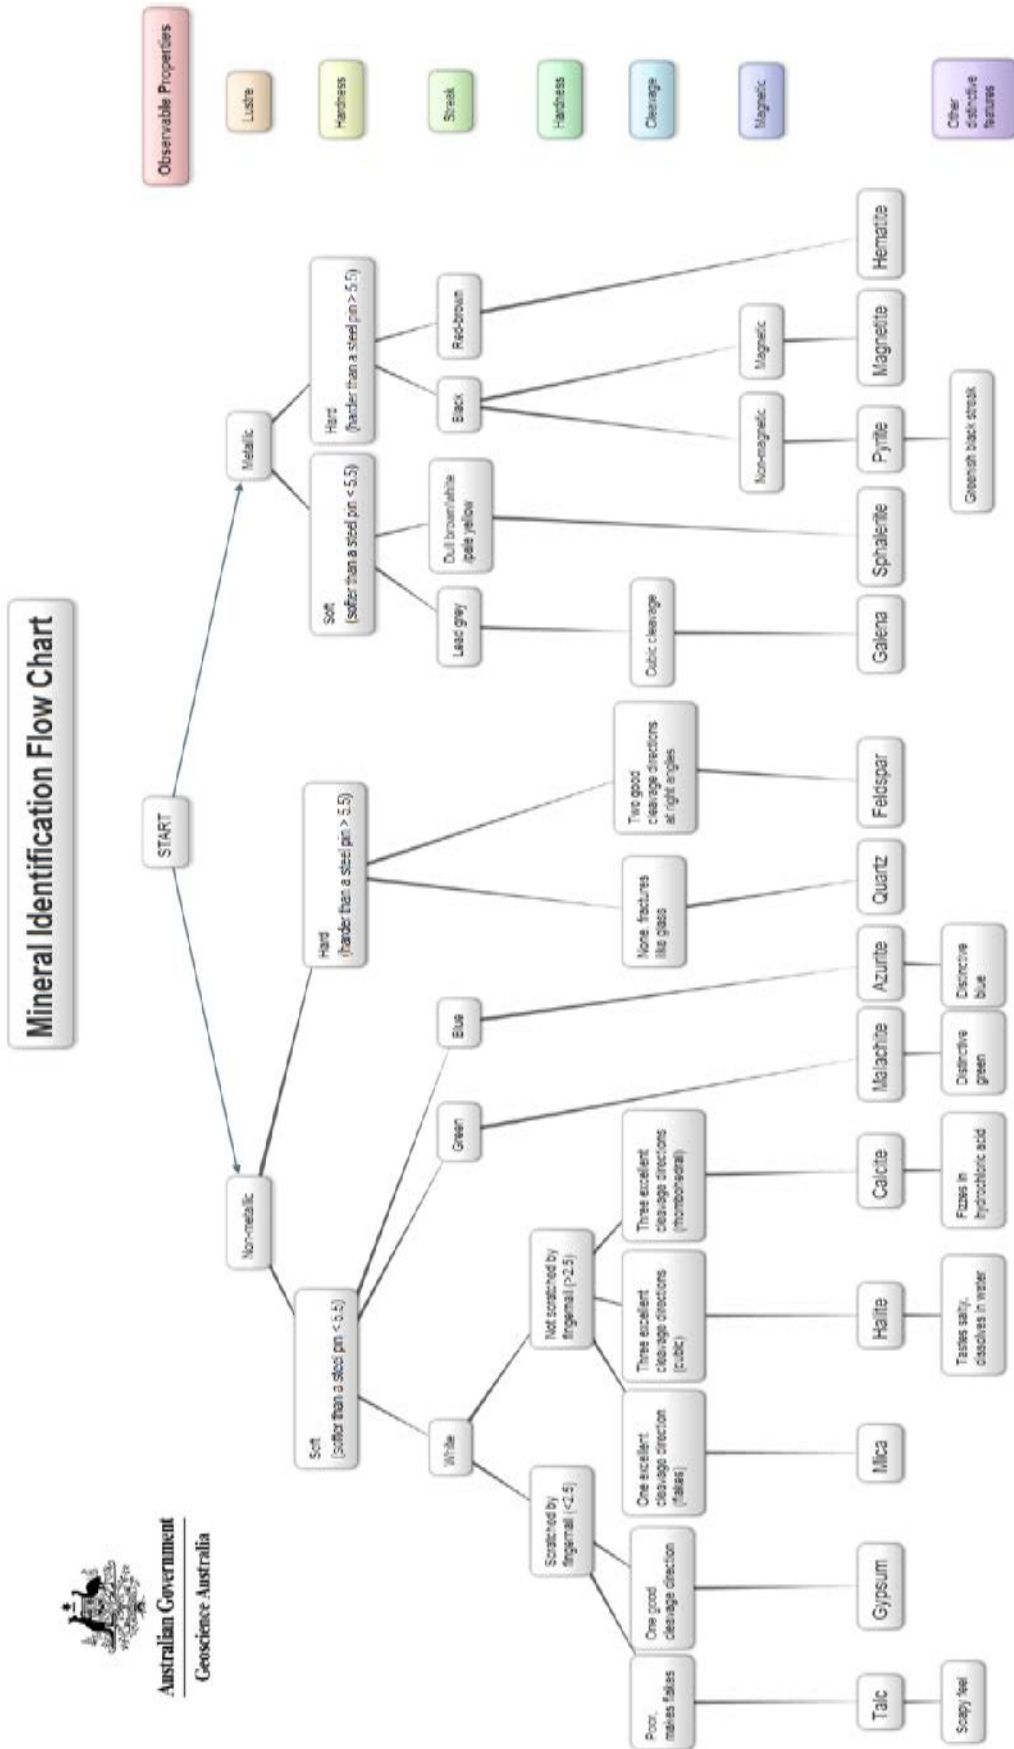 Mineral Identification Flow Chart
Australian Government
Geoscience Australia
START
Observable Properties
Non-metallic
Metallic
Lustre
Soft
(softer than a steel pin < 5.5)
Hard
(harder than a steel pin > 5.5)
Soft
(softer than a steel pin < 5.5)
Hard
(harder than a steel pin > 5.5)
Hardness
White
Green
Blue
Lead grey
Dull brown/white
/pale yellow
Black
Red-brown
Streak
Scratched by
fingernail (<2.5)
Not scratched by
fingernail (>2.5)
Hardness
Poor,
makes flakes
One good
cleavage direction
One excellent
cleavage direction
(flakes)
Three excellent
cleavage directions
(cubic)
Three excellent
cleavage directions
(rhombohedral)
None, fractures
like glass
Two good
cleavage directions
at right angles
Cubic cleavage
Cleavage
Non-magnetic
Magnetic
Magnetic
Talc
Gypsum
Mica
Halite
Calcite
Malachite
Azurite
Quartz
Feldspar
Galena
Sphalerite
Pyrite
Magnetite
Hematite
Soapy feel
Tastes salty,
dissolves in water
Fizzes in
hydrochloric acid
Distinctive
green
Distinctive
blue
Greenish black streak
Other
distinctive
features